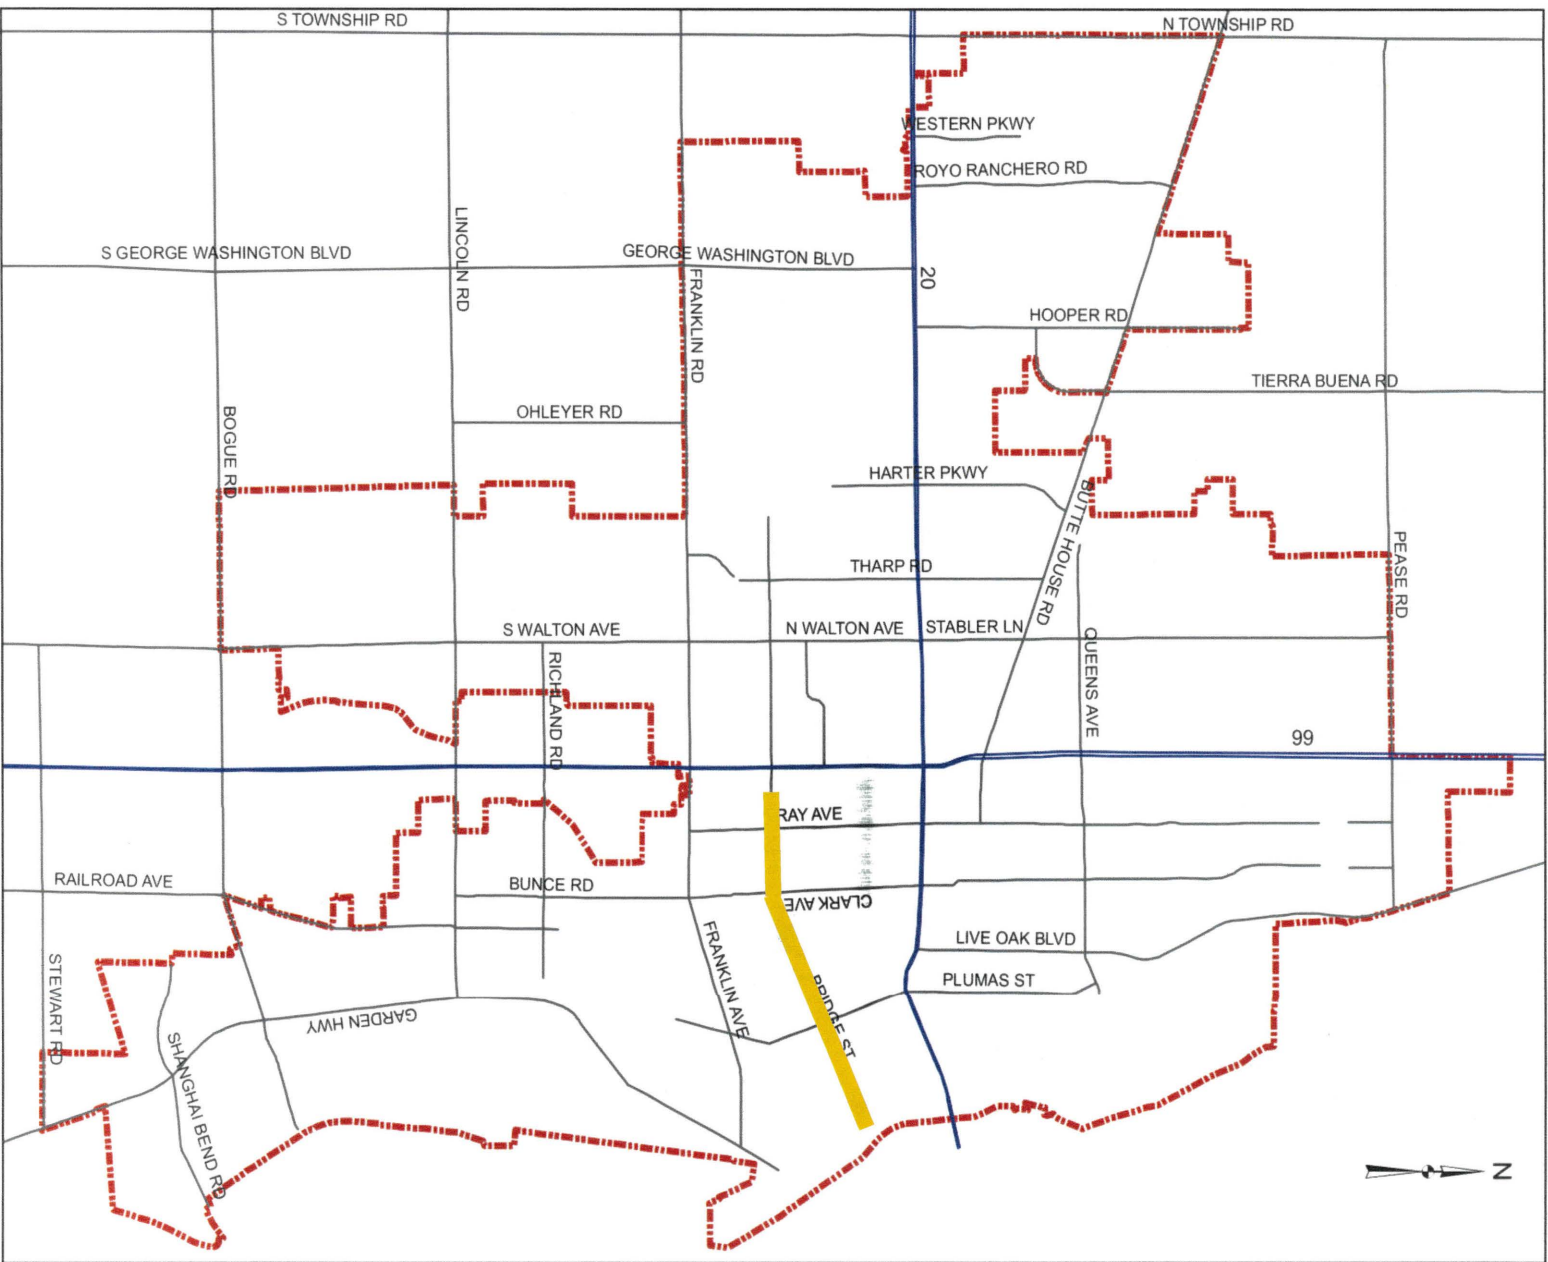 S TOWNSHIP RD
N TOWNSHIP RD
WESTERN PKWY
ROYO RANCHERO RD
LINCOLN RD
S GEORGE WASHINGTON BLVD
GEORGE WASHINGTON BLVD
20
FRANKLIN RD
HOOPER RD
TIERRA BUENA RD
BOGUE RD
OHLEYER RD
HARTER PKWY
BUTTE HOUSE RD
PEASE RD
THARP RD
S WALTON AVE
N WALTON AVE
STABLER LN
RICHLAND RD
QUEENS AVE
99
RAY AVE
RAILROAD AVE
BUNCE RD
CLARK AVE
FRANKLIN AVE
LIVE OAK BLVD
STEWART RD
BRIDGE ST
PLUMAS ST
GARDEN HWY
SHANGHAI BEND RD
N